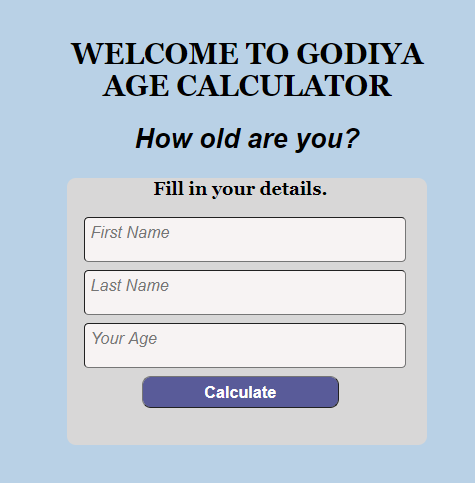 WELCOME TO GODIYA
AGE CALCULATOR
How old are you?
Fill in your details.
First Name
Last Name
Your Age
Calculate